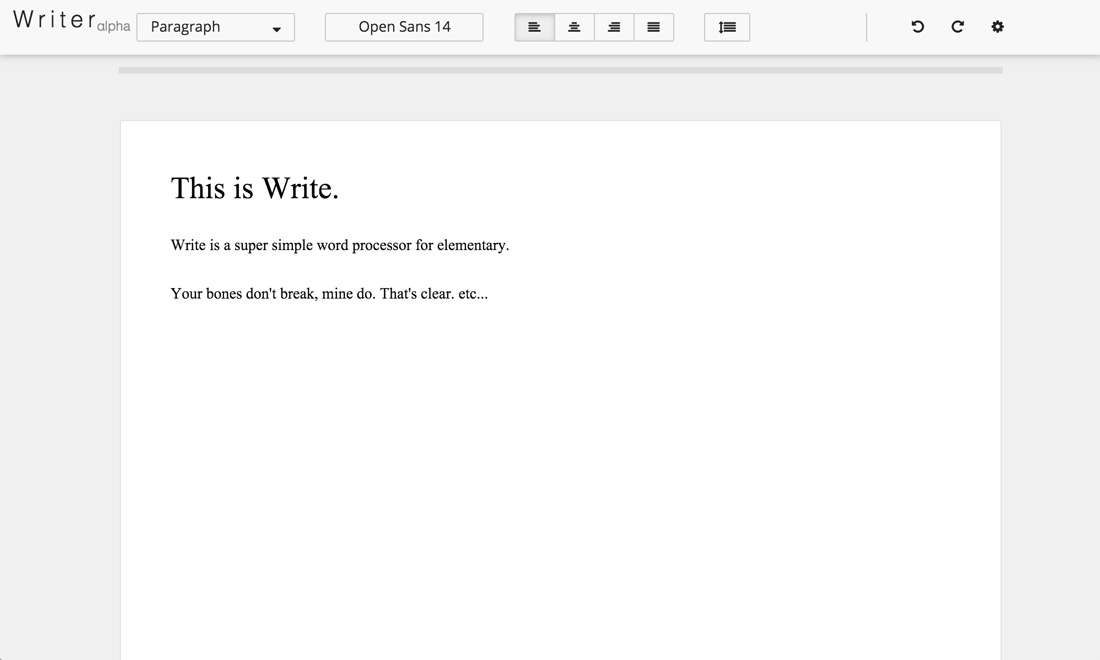 Writer alpha
Paragraph
Open Sans 14
This is Write.
Write is a super simple word processor for elementary.
Your bones don't break, mine do. That's clear. etc...